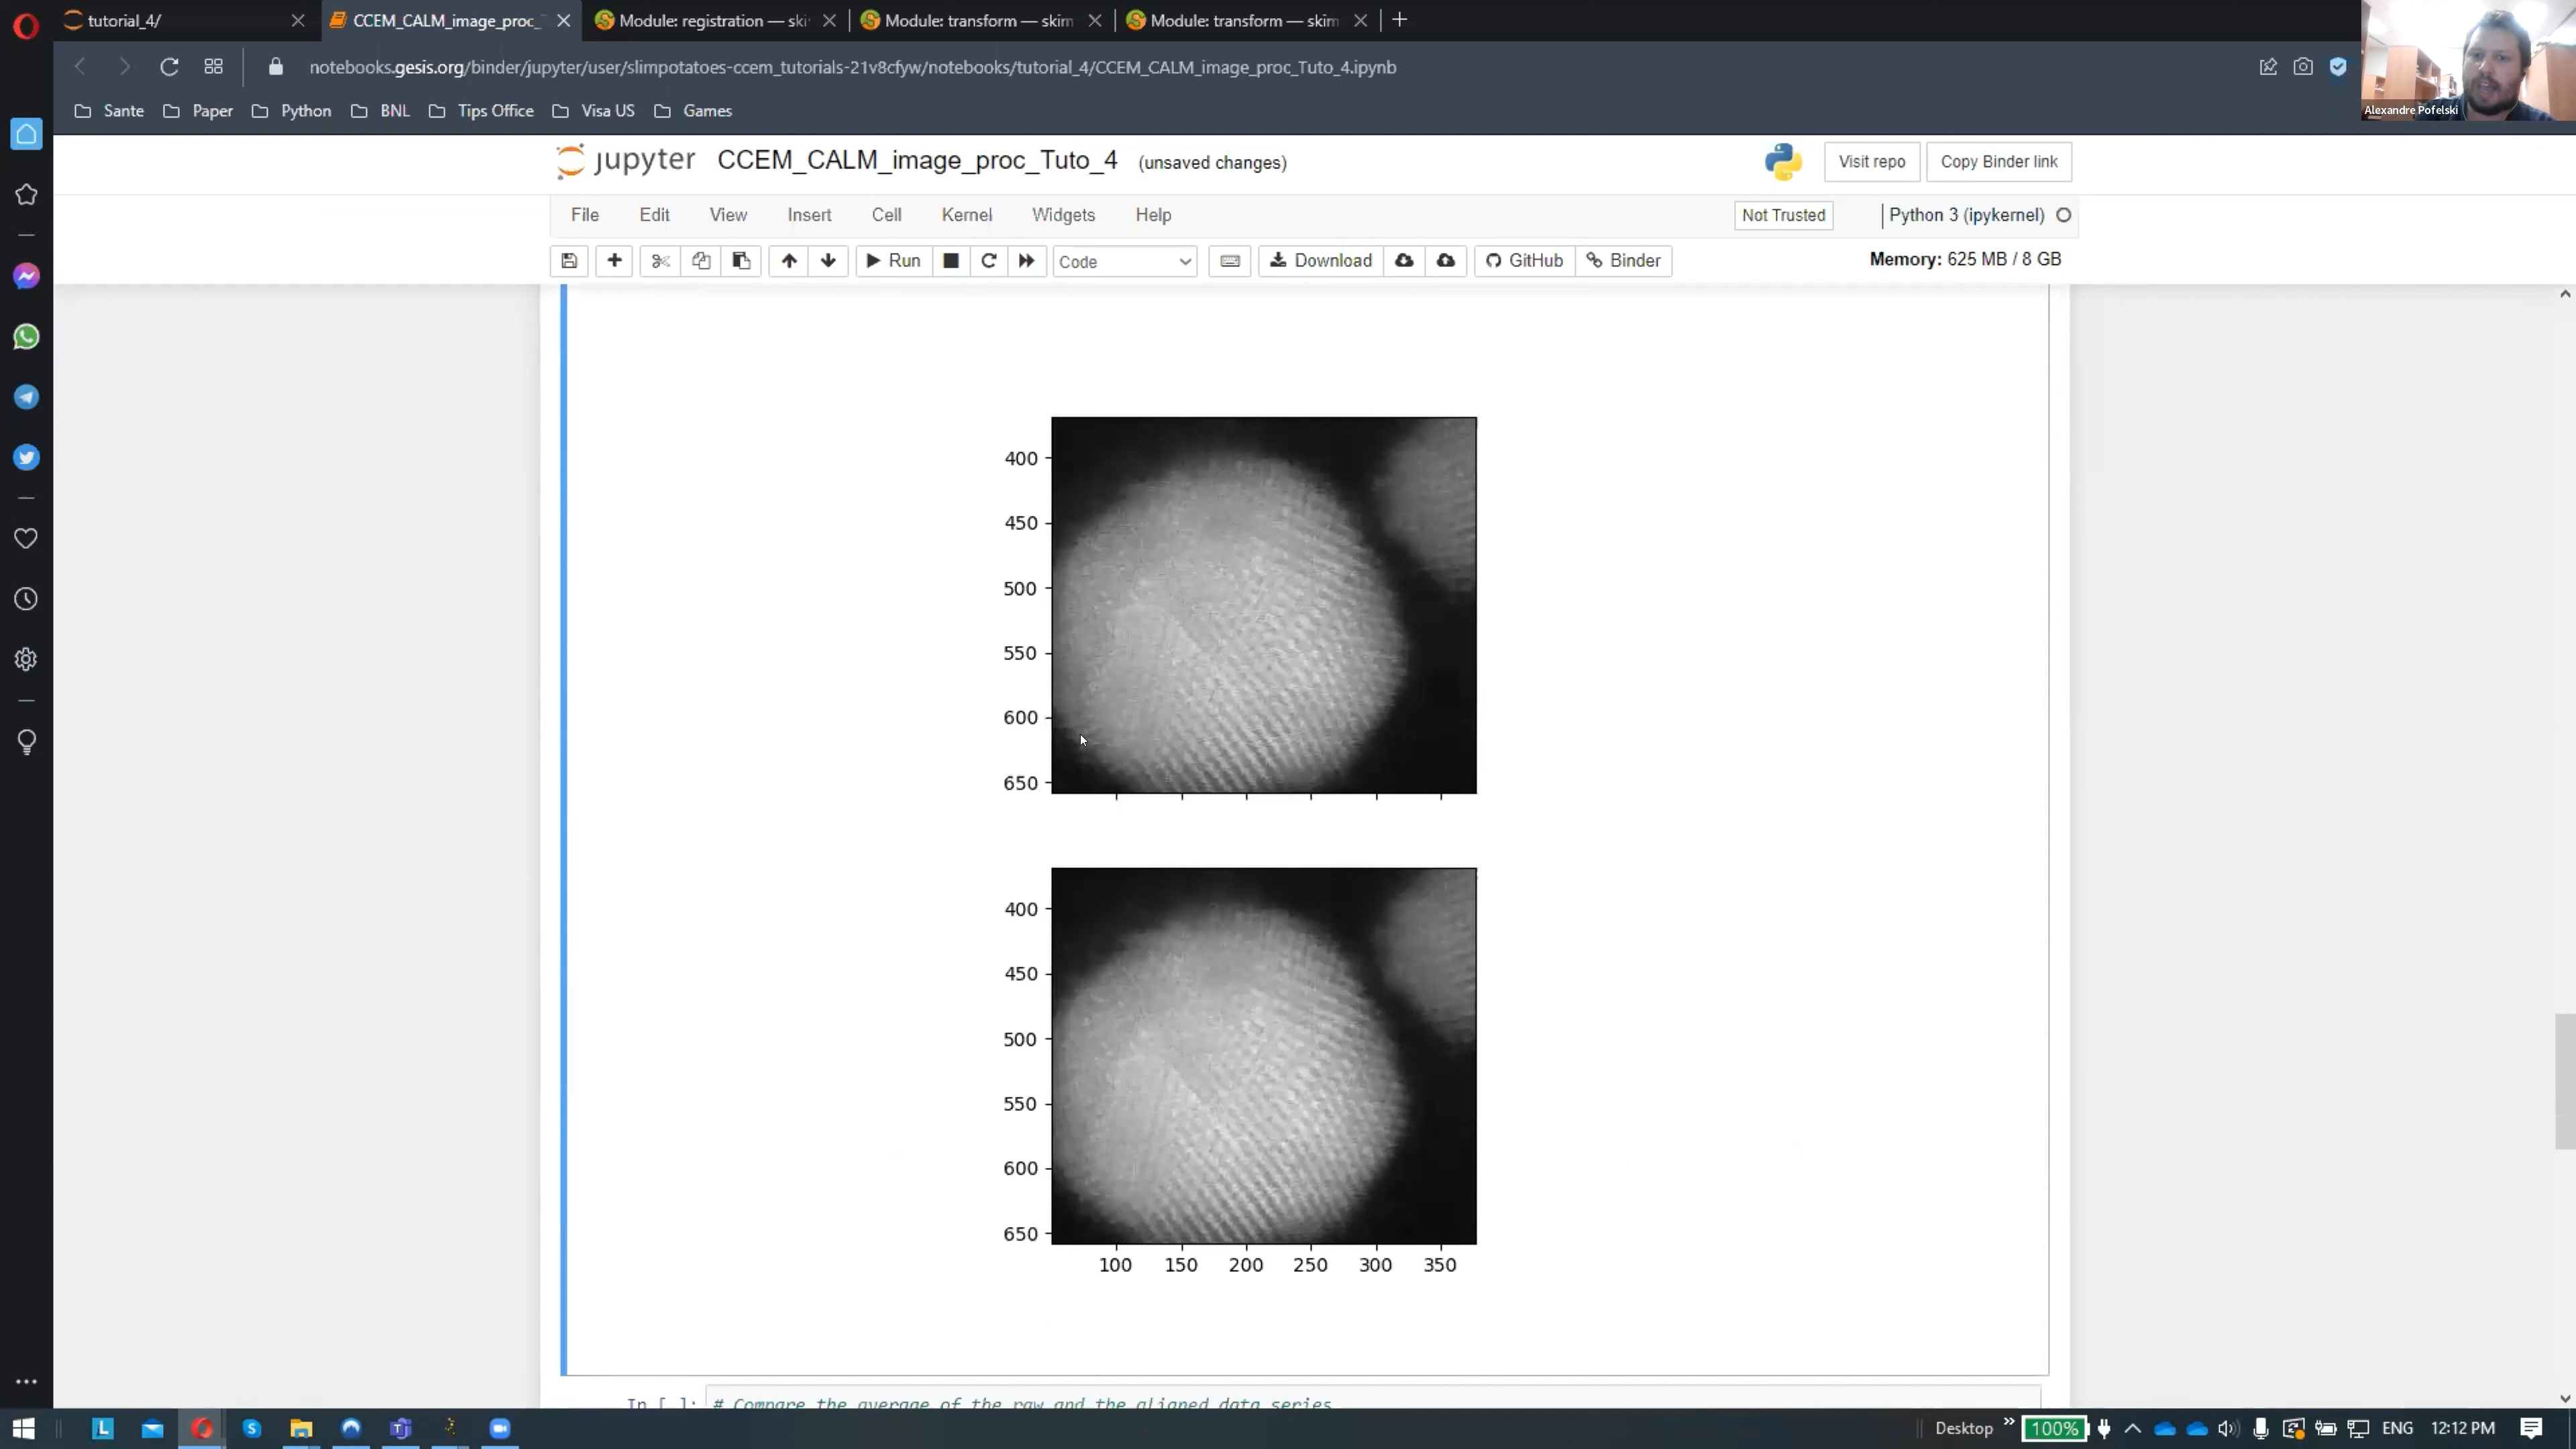 tutorial_4/
CCEM_CALM_image_proc_
Module: registration — ski
Module: transform — skim
Module: transform — skim
notebooks.gesis.org/binder/jupyter/user/slimpotatoes-ccem_tutorials-21v8cfyw/notebooks/tutorial_4/CCEM_CALM_image_proc_Tuto_4.ipynb
Sante
Paper
Python
BNL
Tips Office
Visa US
Games
Alexandre Pofelski
jupyter
CCEM_CALM_image_proc_Tuto_4 (unsaved changes)
Visit repo
Copy Binder link
File
Edit
View
Insert
Cell
Kernel
Widgets
Help
Not Trusted
Python 3 (ipykernel)
Run
Code
Download
GitHub
Binder
Memory: 625 MB / 8 GB
400
450
500
550
600
650
400
450
500
550
600
650
100 150 200 250 300 350
In [ ]: # Compare the average of the raw and the aligned data series
Desktop
100%
ENG
12:12 PM